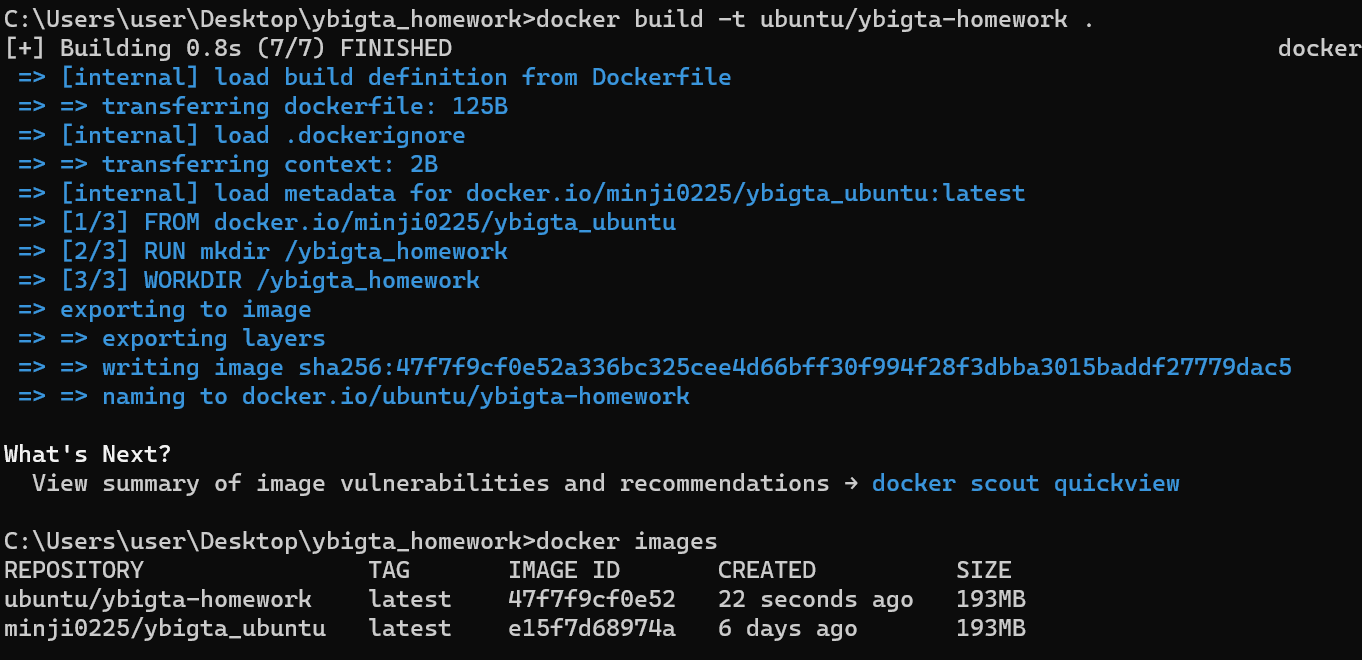 C:\Users\user\Desktop\ybigta_homework>docker build -t ubuntu/ybigta-homework .
[+] Building 0.8s (7/7) FINISHED docker
=> [internal] load build definition from Dockerfile
=> => transferring dockerfile: 125B
=> [internal] load .dockerignore
=> => transferring context: 2B
=> [internal] load metadata for docker.io/minji0225/ybigta_ubuntu:latest
=> [1/3] FROM docker.io/minji0225/ybigta_ubuntu
=> [2/3] RUN mkdir /ybigta_homework
=> [3/3] WORKDIR /ybigta_homework
=> exporting to image
=> => exporting layers
=> => writing image sha256:47f7f9cf0e52a336bc325cee4d66bff30f994f28f3dbba3015baddf27779dac5
=> => naming to docker.io/ubuntu/ybigta-homework
What's Next?
View summary of image vulnerabilities and recommendations → docker scout quickview
C:\Users\user\Desktop\ybigta_homework>docker images
REPOSITORY TAG IMAGE ID CREATED SIZE
ubuntu/ybigta-homework latest 47f7f9cf0e52 22 seconds ago 193MB
minji0225/ybigta_ubuntu latest e15f7d68974a 6 days ago 193MB